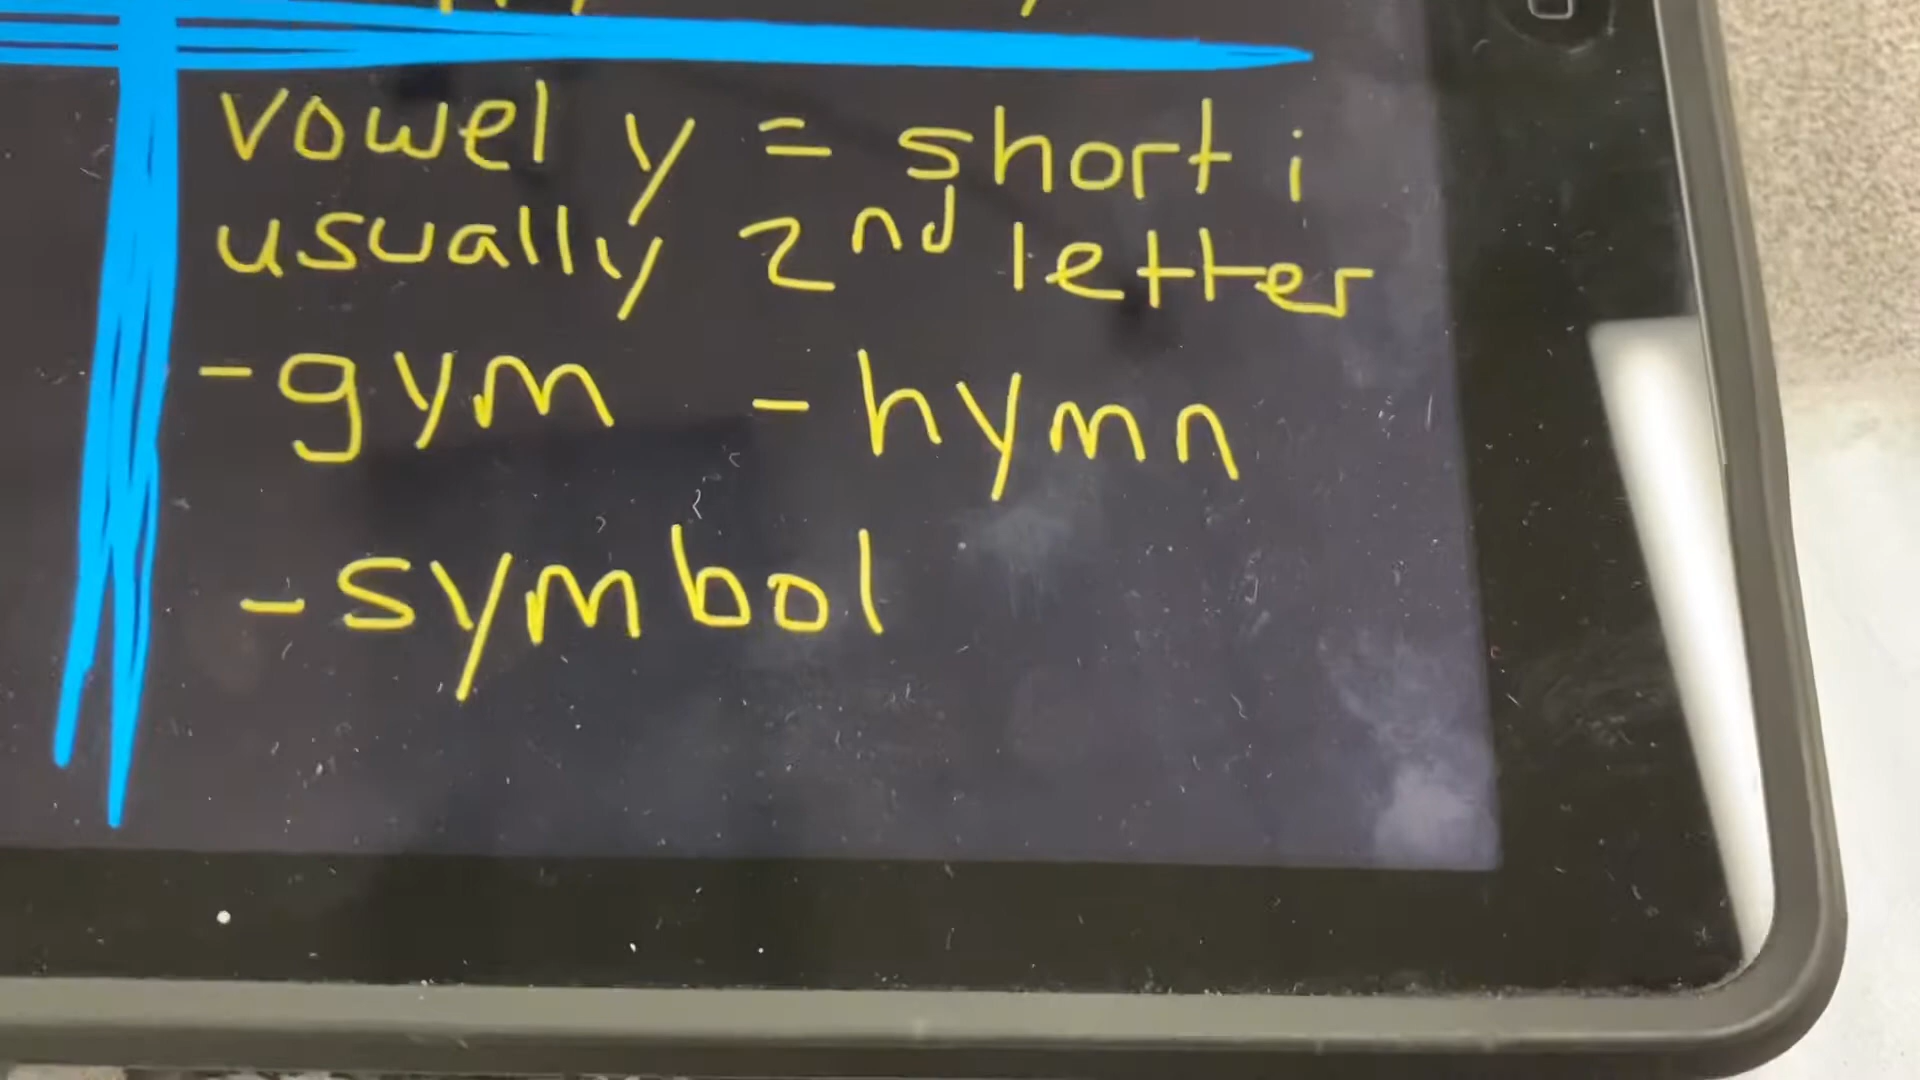 vowel y = short i
usually 2nd letter
-gym -hymn
-symbol